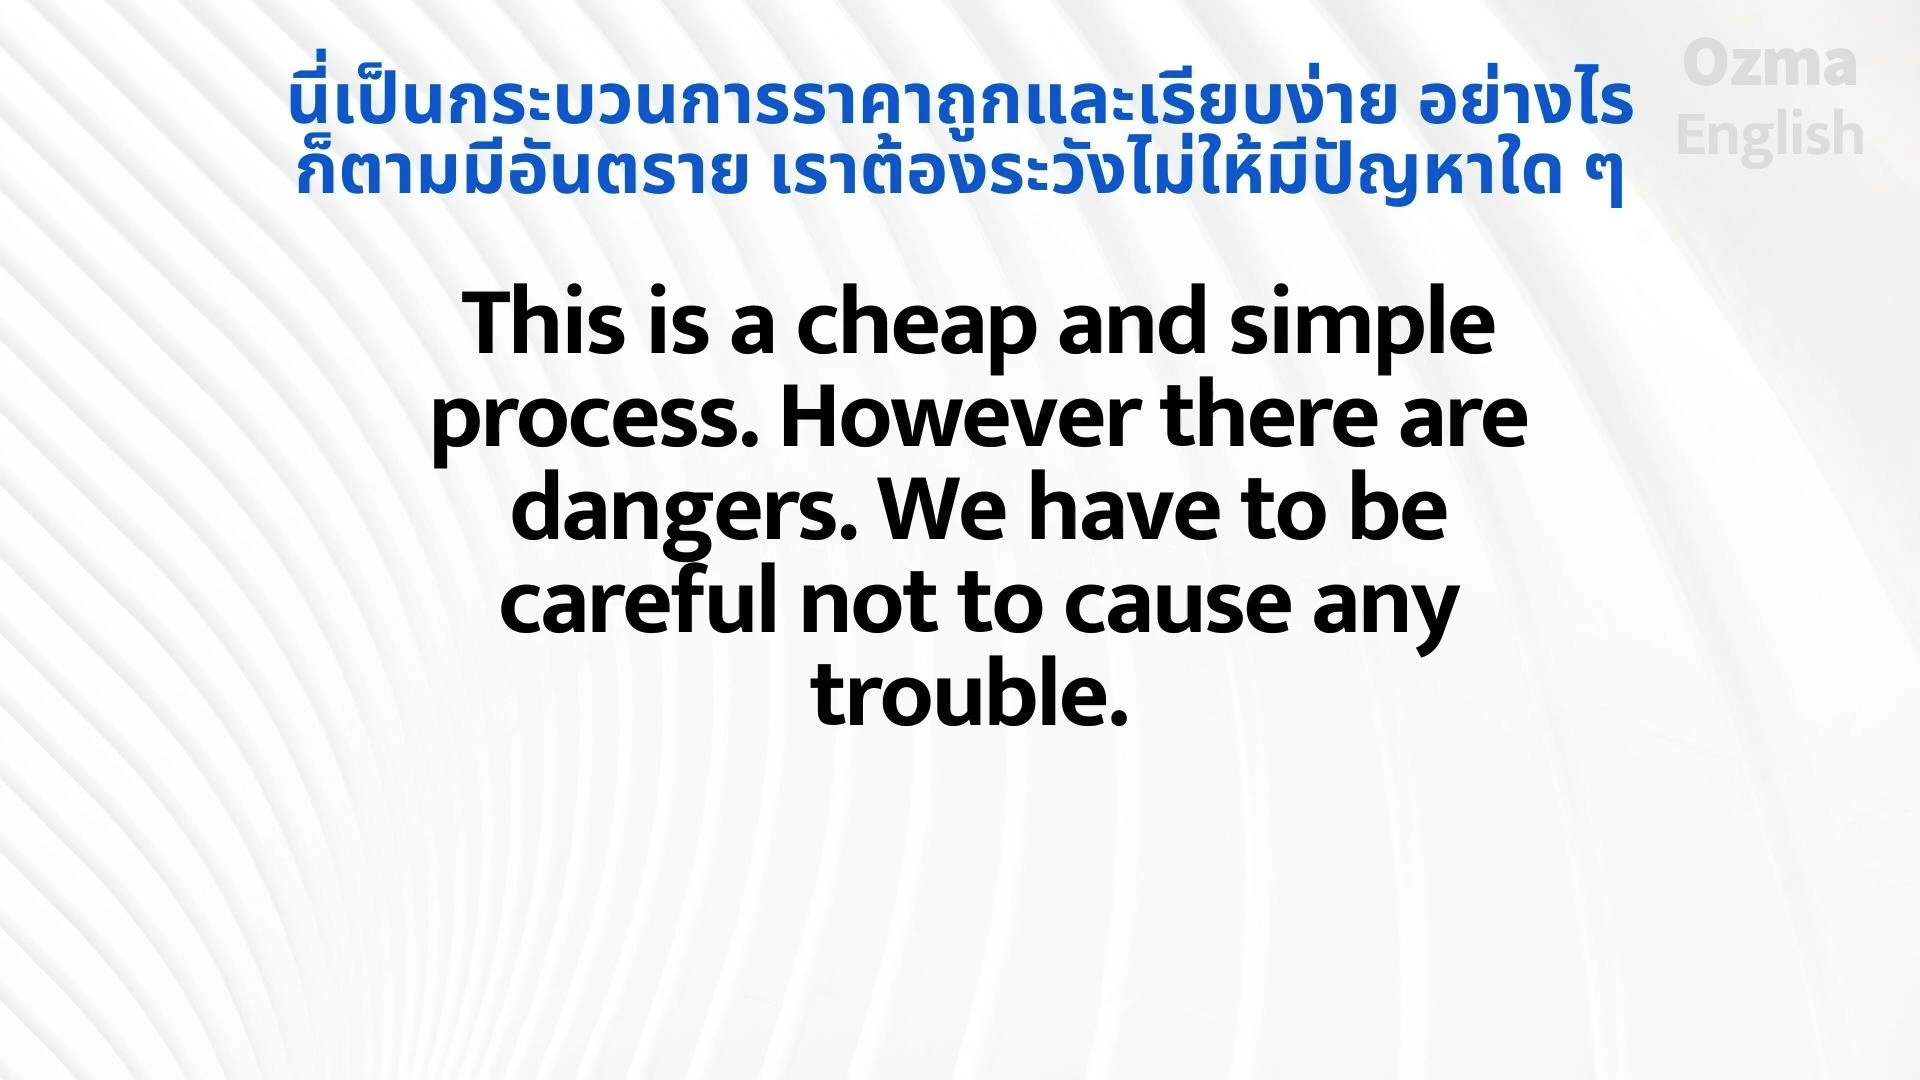 นี่เป็นกระบวนการราคาถูกและเรียบง่าย อย่างไร
ก็ตามมีอันตราย เราต้องระวังไม่ให้มีปัญหาใด ๆ
Ozma
English
This is a cheap and simple
process. However there are
dangers. We have to be
careful not to cause any
trouble.